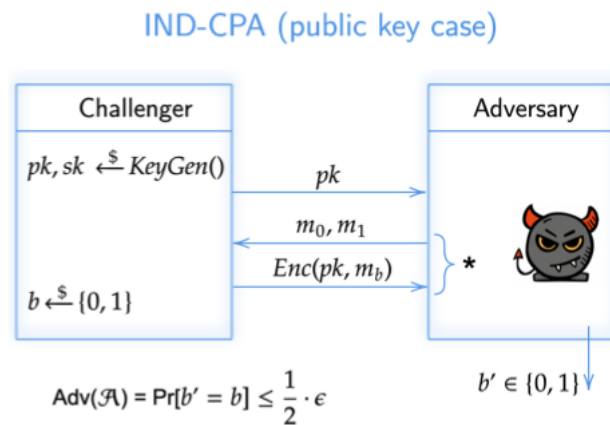 IND-CPA (public key case)
Challenger
Adversary
pk, sk ←$ KeyGen()
pk
m₀, m₁
Enc(pk, m_b)
*
b ←$ {0, 1}
b′ ∈ {0, 1}
Adv(𝒜) = Pr[b′ = b] ≤ 1/2 · ϵ